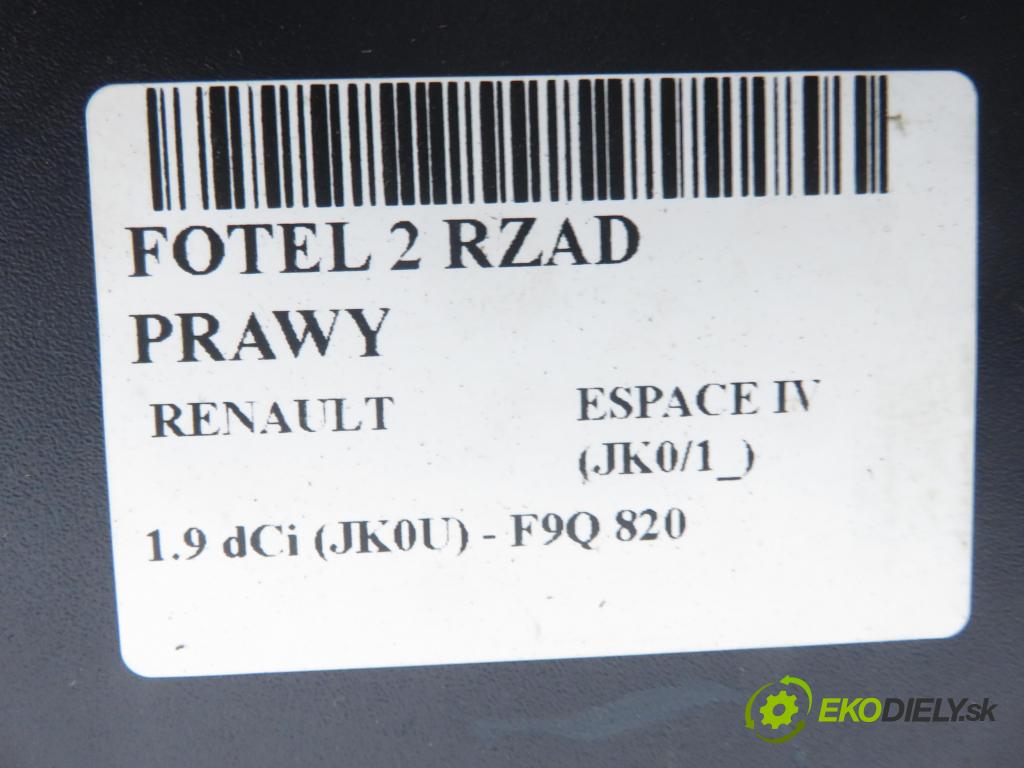 FOTEL 2 RZAD
PRAWY
RENAULT ESPACE IV
(JK0/1_)
1.9 dCi (JK0U) - F9Q 820
EKODIELY.sk